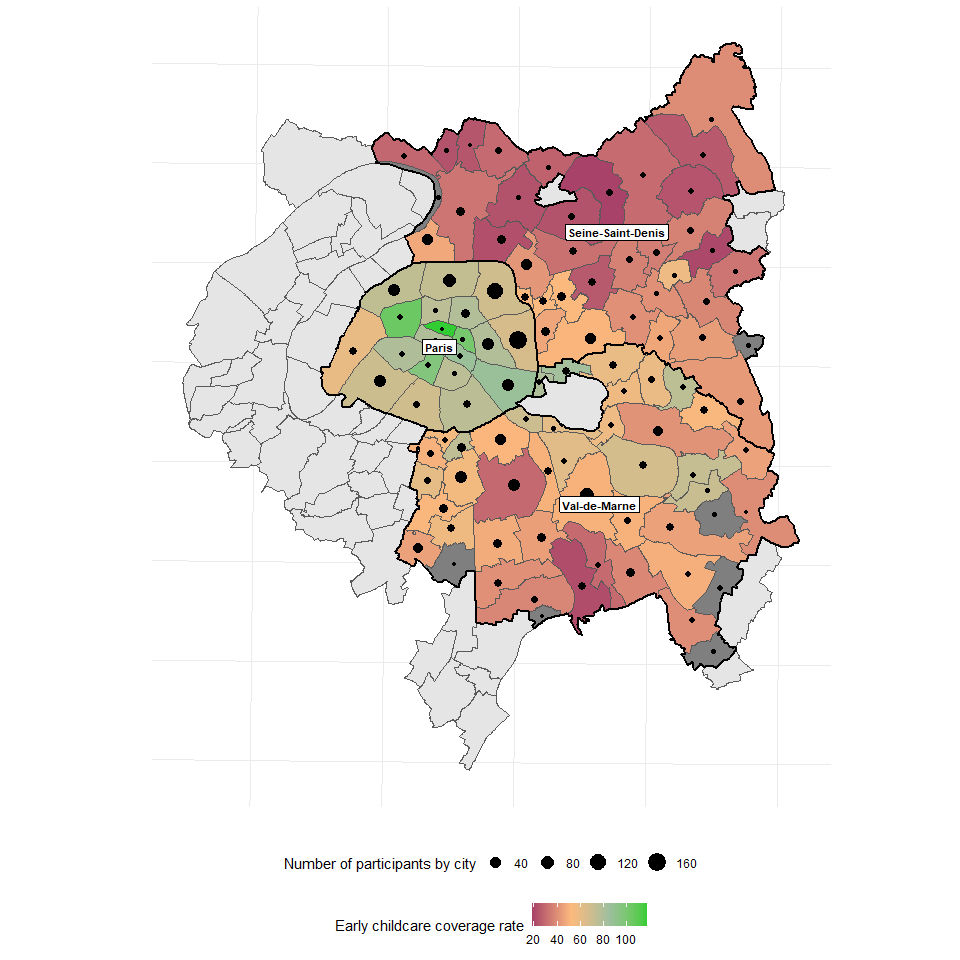 Seine-Saint-Denis
Paris
Val-de-Marne
Number of participants by city 40 80 120 160
Early childcare coverage rate
20 40 60 80 100